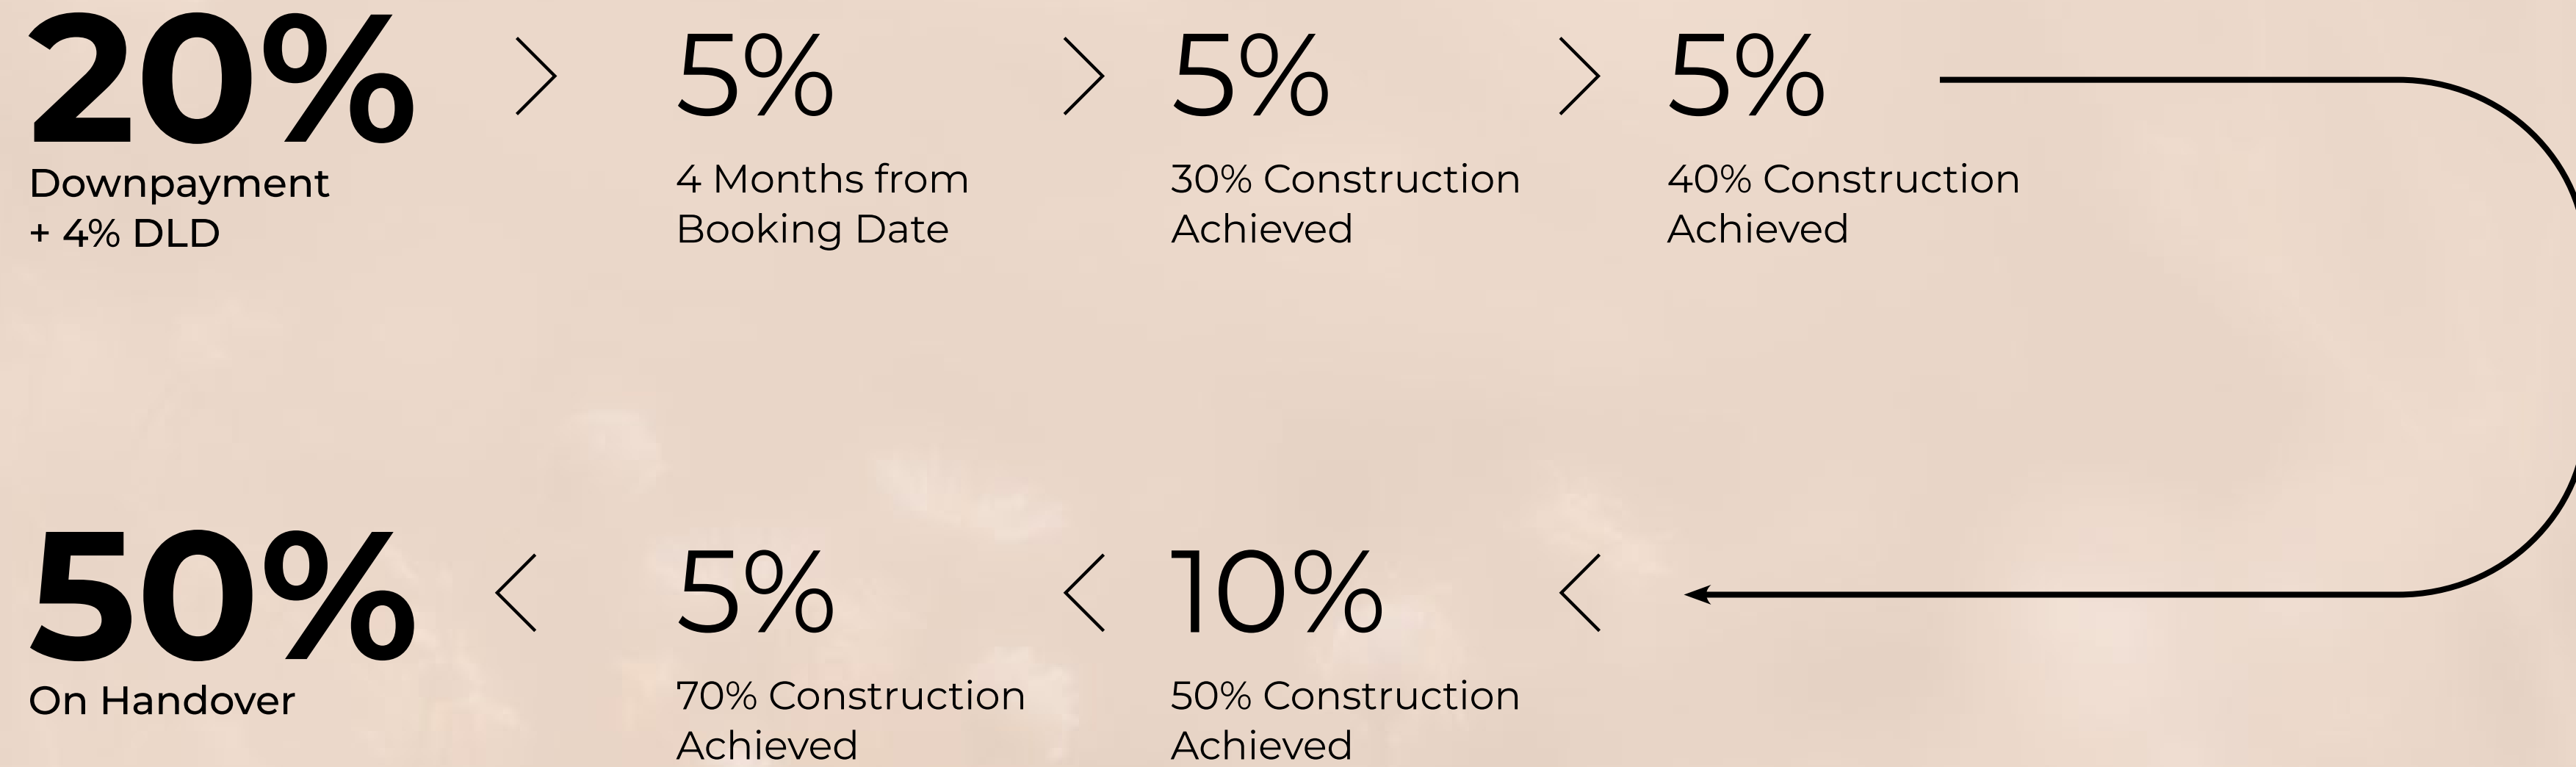 20%
Downpayment
+ 4% DLD
5%
4 Months from
Booking Date
5%
30% Construction
Achieved
5%
40% Construction
Achieved
10%
50% Construction
Achieved
5%
70% Construction
Achieved
50%
On Handover